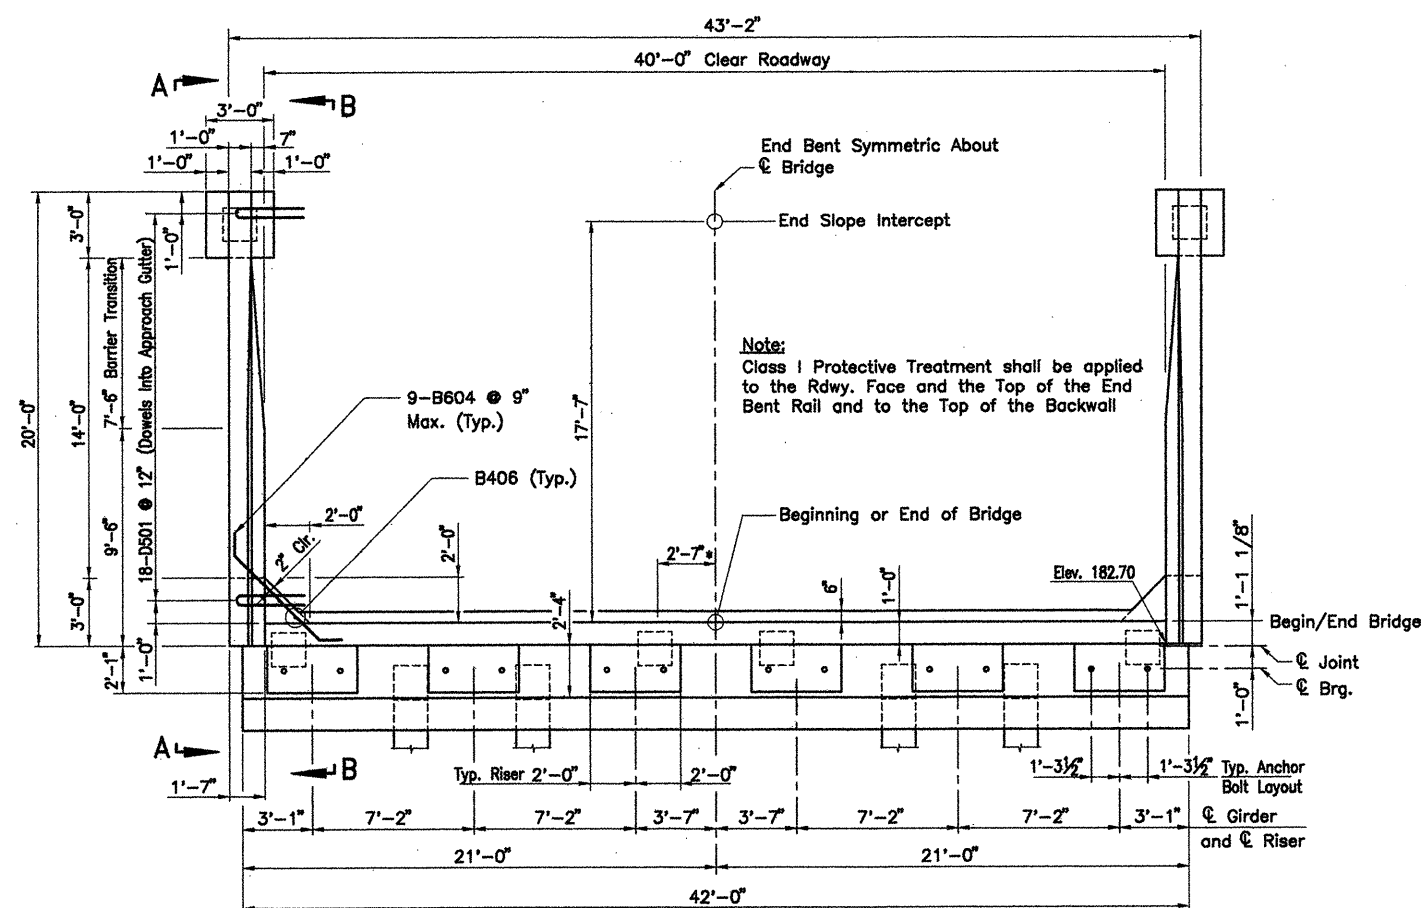 43'-2"
40'-0" Clear Roadway
A
B
3'-0"
1'-0"
7"
1'-0"
1'-0"
End Bent Symmetric About
℄ Bridge
End Slope Intercept
3'-0"
1'-0"
20'-0"
14'-0"
7'-6" Barrier Transition
18-D501 @ 12" (Dowels Into Approach Gutter)
17'-7"
Note:
Class I Protective Treatment shall be applied
to the Rdwy. Face and the Top of the End
Bent Rail and to the Top of the Backwall
9-B604 @ 9"
Max. (Typ.)
B406 (Typ.)
9'-6"
2'-0"
2" Clr.
2'-0"
Beginning or End of Bridge
2'-7"*
6"
1'-0"
Elev. 182.70
1'-1 1/8"
3'-0"
2'-4"
Begin/End Bridge
2'-1"
1'-0"
℄ Joint
℄ Brg.
1'-0"
A
B
1'-7"
Typ. Riser 2'-0"
2'-0"
1'-3½"
1'-3½" Typ. Anchor
Bolt Layout
3'-1"
7'-2"
7'-2"
3'-7"
3'-7"
7'-2"
7'-2"
3'-1"
℄ Girder
and ℄ Riser
21'-0"
21'-0"
42'-0"